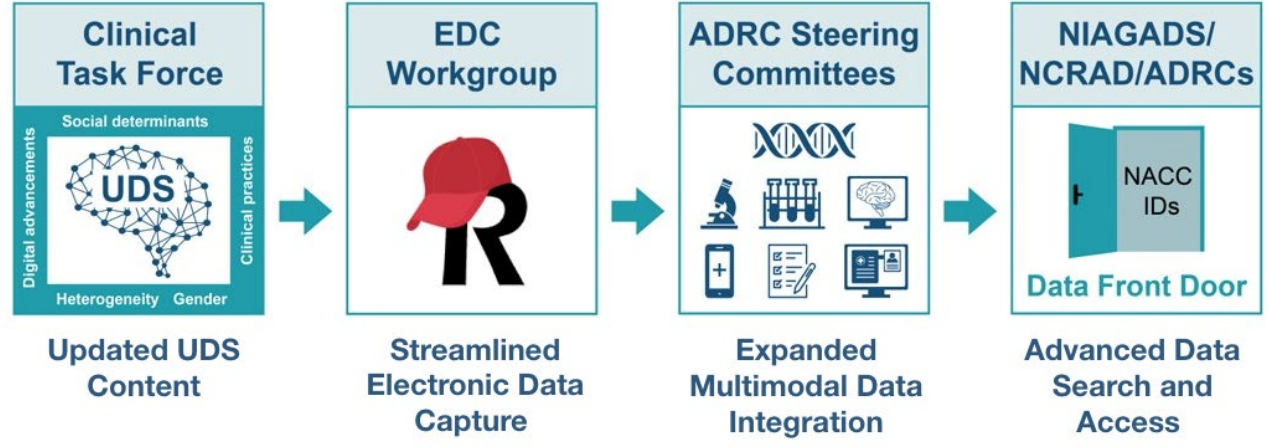 Clinical
Task Force
Social determinants
Digital advancements
UDS
Clinical practices
Heterogeneity Gender
Updated UDS
Content
EDC
Workgroup
R
Streamlined
Electronic Data
Capture
ADRC Steering
Committees
Expanded
Multimodal Data
Integration
NIAGADS/
NCRAD/ADRCs
NACC
IDs
Data Front Door
Advanced Data
Search and
Access